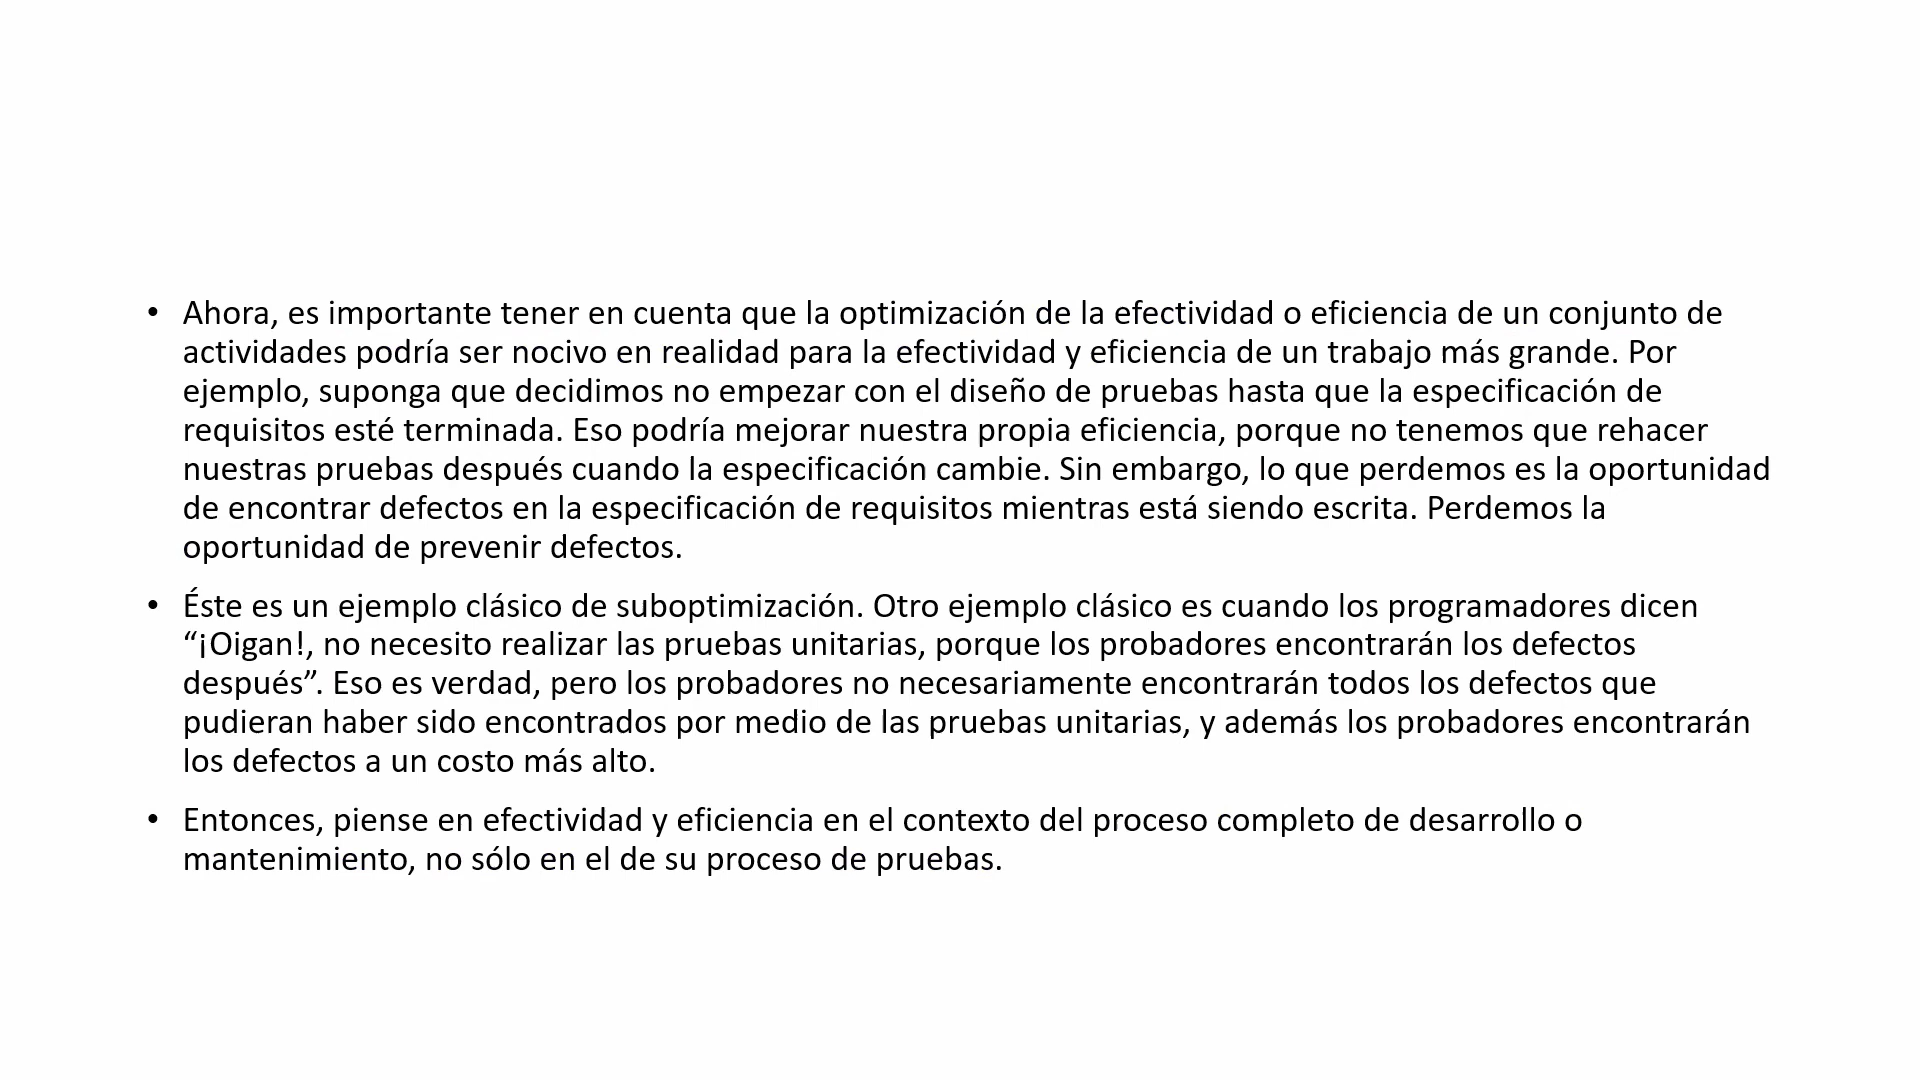 • Ahora, es importante tener en cuenta que la optimización de la efectividad o eficiencia de un conjunto de
actividades podría ser nocivo en realidad para la efectividad y eficiencia de un trabajo más grande. Por
ejemplo, suponga que decidimos no empezar con el diseño de pruebas hasta que la especificación de
requisitos esté terminada. Eso podría mejorar nuestra propia eficiencia, porque no tenemos que rehacer
nuestras pruebas después cuando la especificación cambie. Sin embargo, lo que perdemos es la oportunidad
de encontrar defectos en la especificación de requisitos mientras está siendo escrita. Perdemos la
oportunidad de prevenir defectos.
• Éste es un ejemplo clásico de suboptimización. Otro ejemplo clásico es cuando los programadores dicen
“¡Oigan!, no necesito realizar las pruebas unitarias, porque los probadores encontrarán los defectos
después”. Eso es verdad, pero los probadores no necesariamente encontrarán todos los defectos que
pudieran haber sido encontrados por medio de las pruebas unitarias, y además los probadores encontrarán
los defectos a un costo más alto.
• Entonces, piense en efectividad y eficiencia en el contexto del proceso completo de desarrollo o
mantenimiento, no sólo en el de su proceso de pruebas.